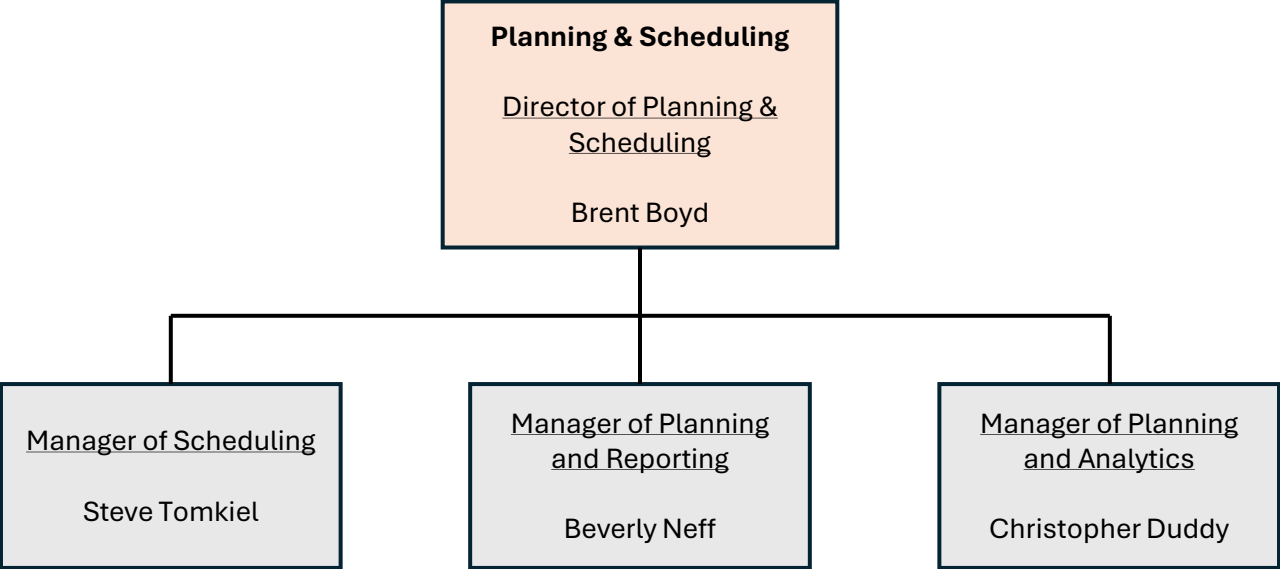 Planning & Scheduling
Director of Planning &
Scheduling
Brent Boyd
Manager of Scheduling
Steve Tomkiel
Manager of Planning
and Reporting
Beverly Neff
Manager of Planning
and Analytics
Christopher Duddy